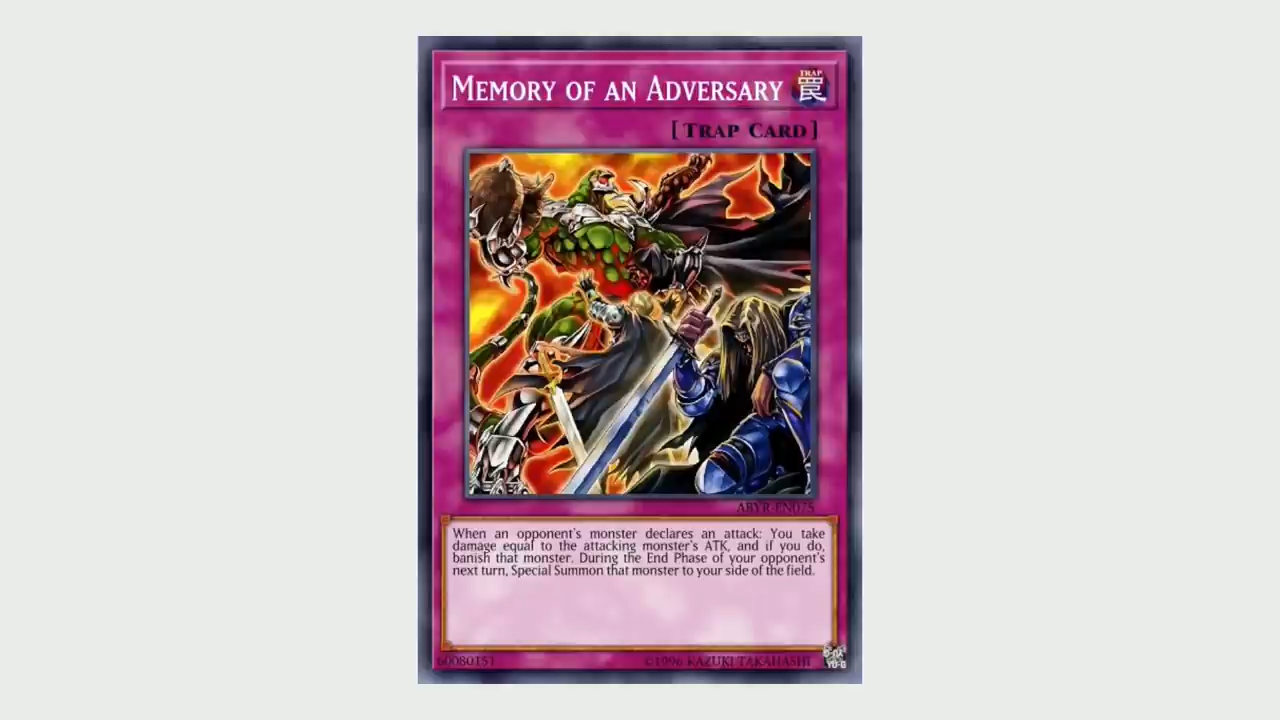 MEMORY OF AN ADVERSARY
TRAP
罠
[TRAP CARD]
ABYR-EN075
When an opponent's monster declares an attack: You take
damage equal to the attacking monster's ATK, and if you do,
banish that monster. During the End Phase of your opponent's
next turn, Special Summon that monster to your side of the field.
60080151
©1996 KAZUKI TAKAHASHI